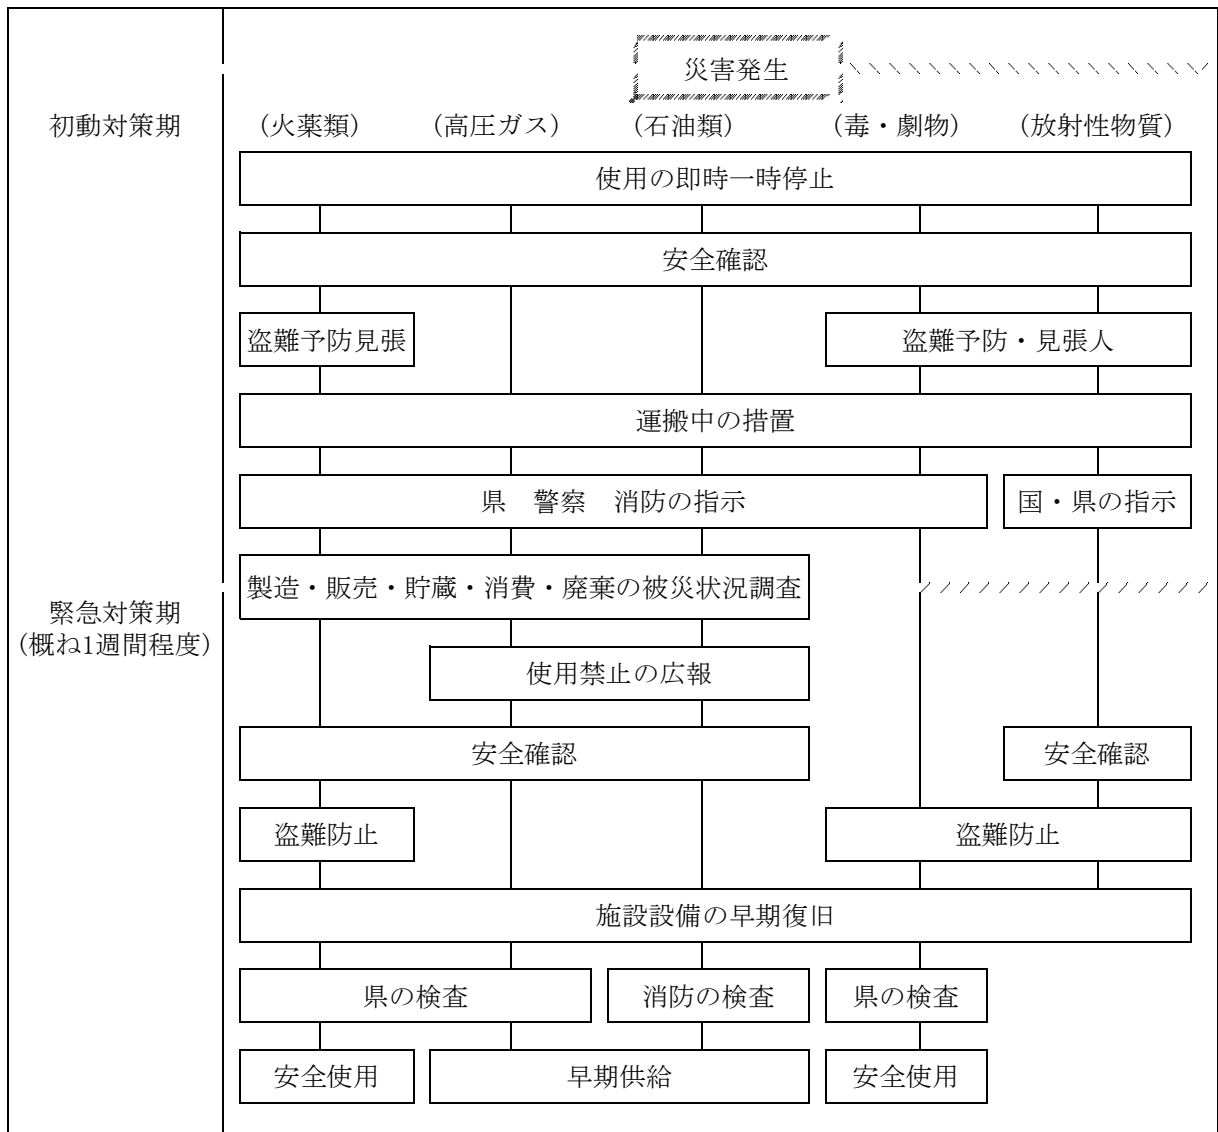 災害発生
初動対策期
（火薬類）
（高圧ガス）
（石油類）
（毒・劇物）
（放射性物質）
使用の即時一時停止
安全確認
盗難予防見張
盗難予防・見張人
運搬中の措置
県　警察　消防の指示
国・県の指示
製造・販売・貯蔵・消費・廃棄の被災状況調査
緊急対策期
（概ね1週間程度）
使用禁止の広報
安全確認
安全確認
盗難防止
盗難防止
施設設備の早期復旧
県の検査
消防の検査
県の検査
安全使用
早期供給
安全使用